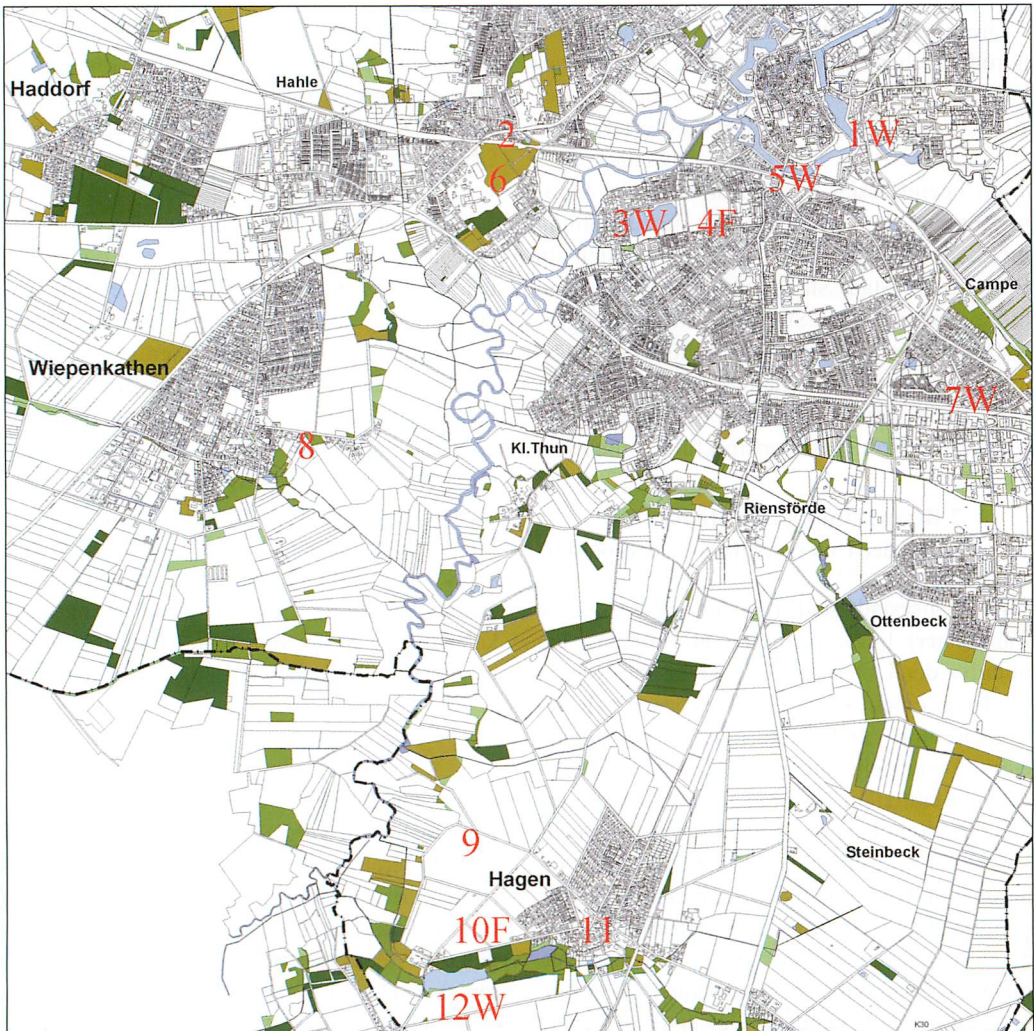 Haddorf
Hahle
2
1W
6
5W
3W 4F
Campe
Wiepenkathen
7W
8
Kl.Thun
Riensförde
Ottenbeck
9
Steinbeck
Hagen
10F 11
12W
K30